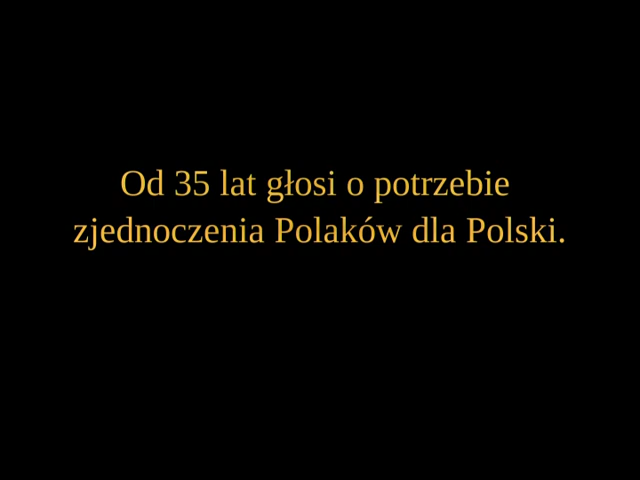 Od 35 lat głosi o potrzebie
zjednoczenia Polaków dla Polski.